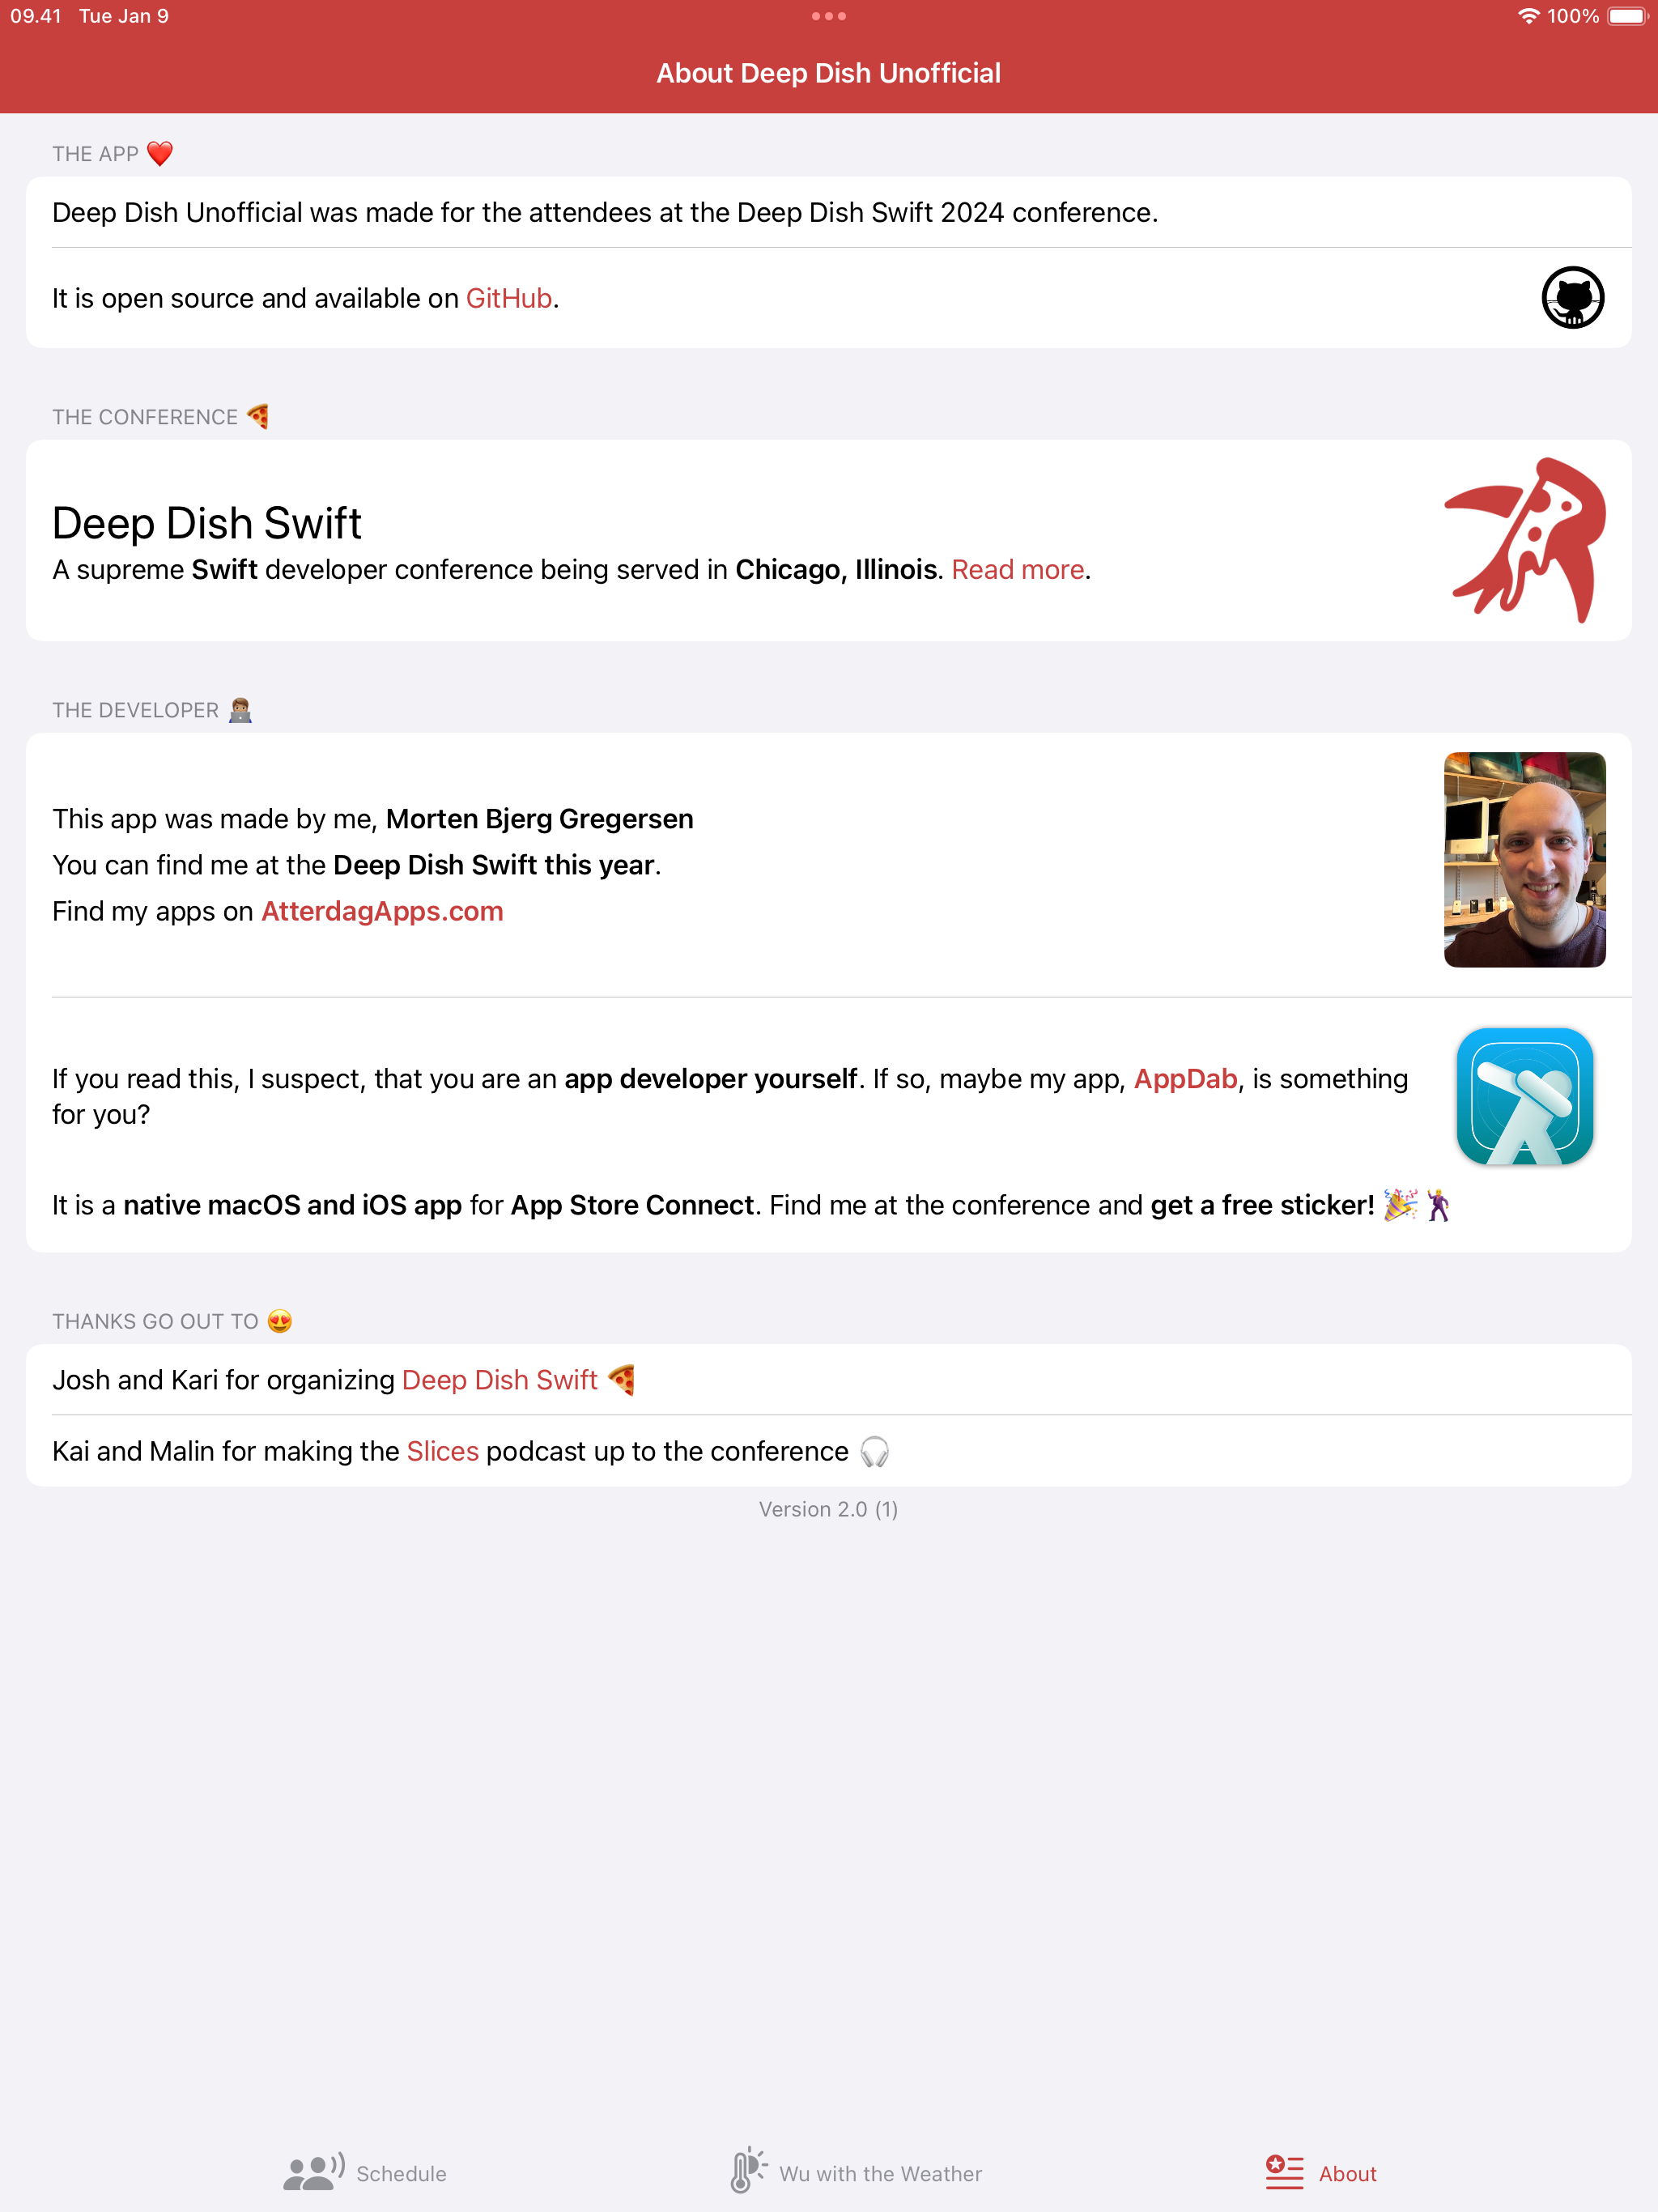 09.41 Tue Jan 9
100%
About Deep Dish Unofficial
THE APP ❤️
Deep Dish Unofficial was made for the attendees at the Deep Dish Swift 2024 conference.
It is open source and available on GitHub.
THE CONFERENCE 🍕
Deep Dish Swift
A supreme Swift developer conference being served in Chicago, Illinois. Read more.
THE DEVELOPER 🧑🏽‍💻
This app was made by me, Morten Bjerg Gregersen
You can find me at the Deep Dish Swift this year.
Find my apps on AtterdagApps.com
If you read this, I suspect, that you are an app developer yourself. If so, maybe my app, AppDab, is something
for you?
It is a native macOS and iOS app for App Store Connect. Find me at the conference and get a free sticker! 🎉🕺
THANKS GO OUT TO 😍
Josh and Kari for organizing Deep Dish Swift 🍕
Kai and Malin for making the Slices podcast up to the conference 🎧
Version 2.0 (1)
Schedule
Wu with the Weather
About